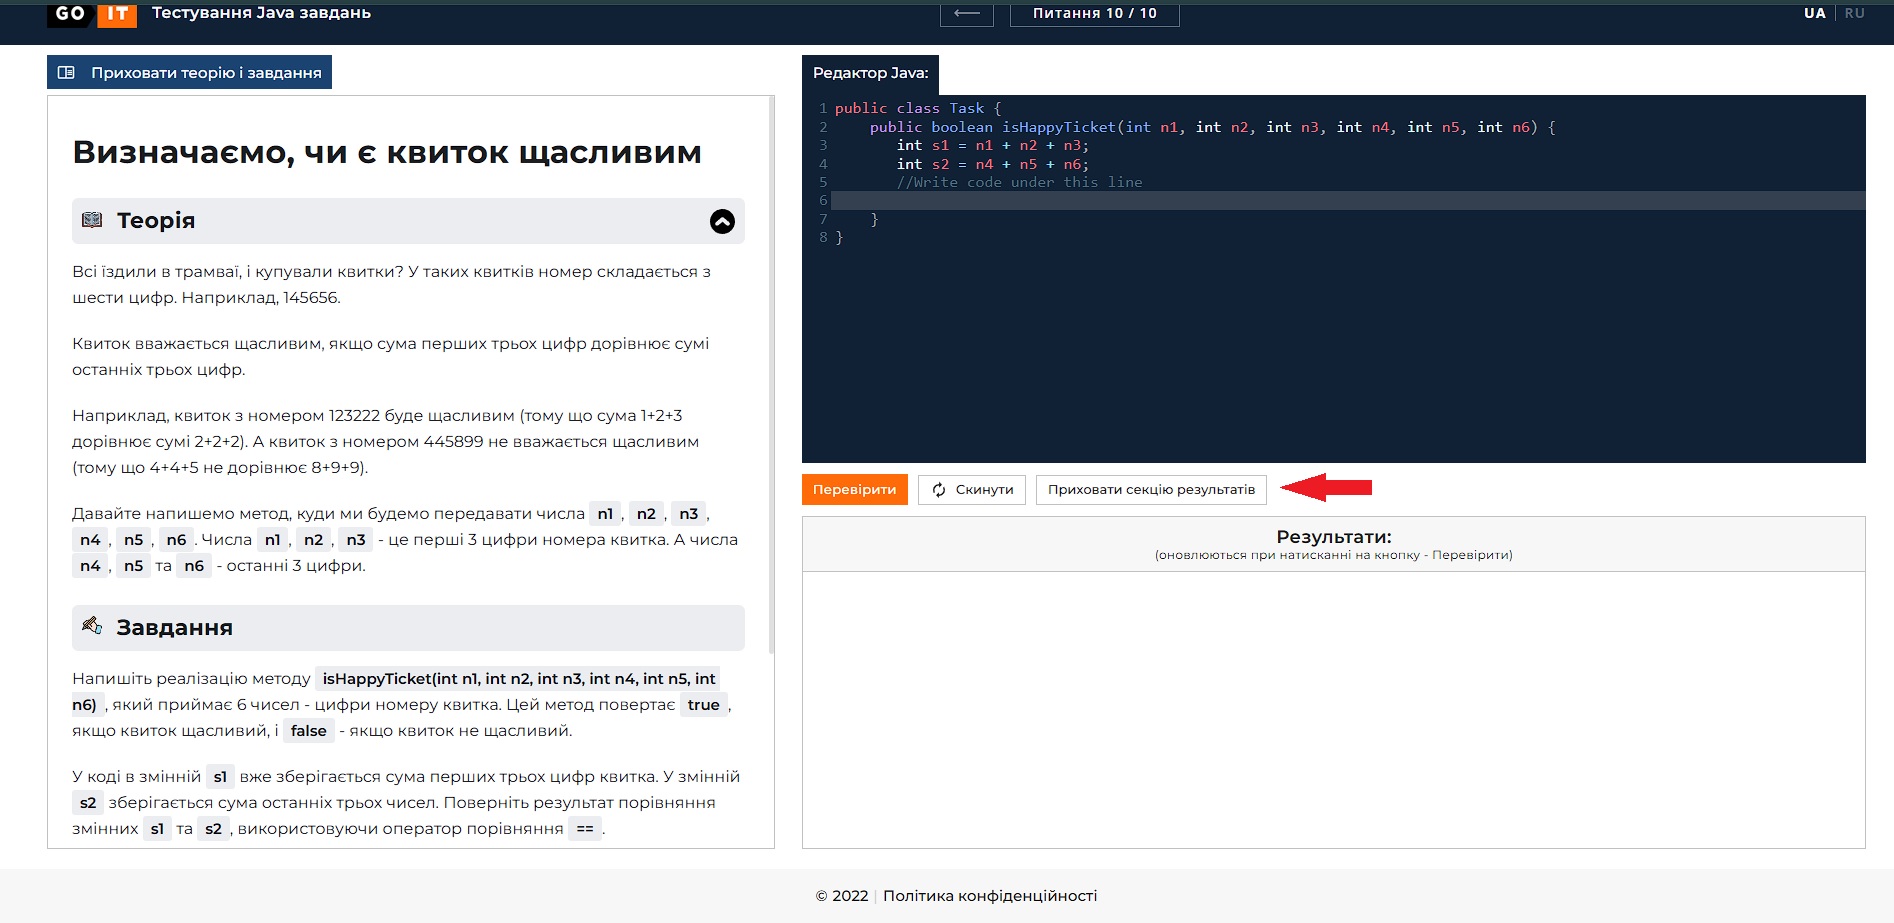 GO IT Тестування Java завдань
Питання 10 / 10
UA | RU
Приховати теорію і завдання
Визначаємо, чи є квиток щасливим
Теорія
Всі їздили в трамваї, і купували квитки? У таких квитків номер складається з
шести цифр. Наприклад, 145656.
Квиток вважається щасливим, якщо сума перших трьох цифр дорівнює сумі
останніх трьох цифр.
Наприклад, квиток з номером 123222 буде щасливим (тому що сума 1+2+3
дорівнює сумі 2+2+2). А квиток з номером 445899 не вважається щасливим
(тому що 4+4+5 не дорівнює 8+9+9).
Давайте напишемо метод, куди ми будемо передавати числа n1 , n2 , n3 ,
n4 , n5 , n6 . Числа n1 , n2 , n3 - це перші 3 цифри номера квитка. А числа
n4 , n5 та n6 - останні 3 цифри.
Завдання
Напишіть реалізацію методу isHappyTicket(int n1, int n2, int n3, int n4, int n5, int
n6) , який приймає 6 чисел - цифри номеру квитка. Цей метод повертає true ,
якщо квиток щасливий, і false - якщо квиток не щасливий.
У коді в змінній s1 вже зберігається сума перших трьох цифр квитка. У змінній
s2 зберігається сума останніх трьох чисел. Поверніть результат порівняння
змінних s1 та s2 , використовуючи оператор порівняння == .
Редактор Java:
1 public class Task {
2 public boolean isHappyTicket(int n1, int n2, int n3, int n4, int n5, int n6) {
3 int s1 = n1 + n2 + n3;
4 int s2 = n4 + n5 + n6;
5 //Write code under this line
6
7 }
8 }
Перевірити
Скинути
Приховати секцію результатів
Результати:
(оновлюються при натисканні на кнопку - Перевірити)
© 2022 | Політика конфіденційності